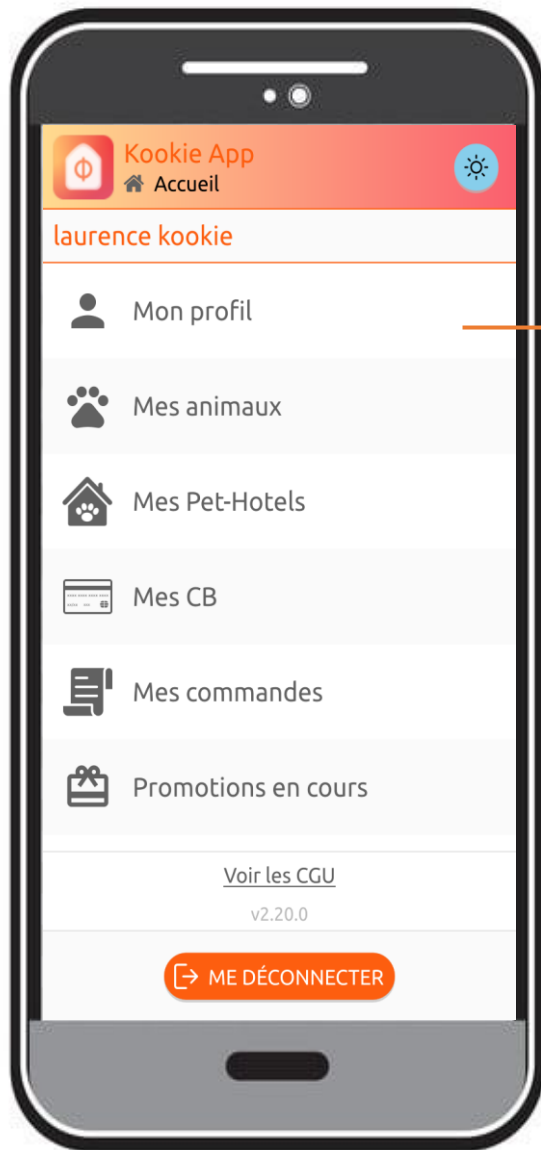 Kookie App
Accueil
laurence kookie
Mon profil
Mes animaux
Mes Pet-Hotels
Mes CB
Mes commandes
Promotions en cours
Voir les CGU
v2.20.0
ME DÉCONNECTER